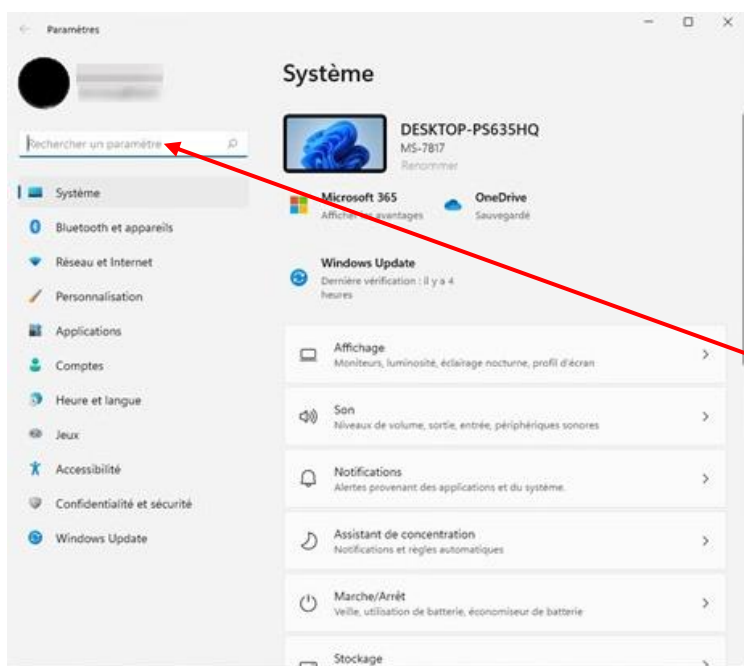 Paramètres
Rechercher un paramètre
Système
Bluetooth et appareils
Réseau et Internet
Personnalisation
Applications
Comptes
Heure et langue
Jeux
Accessibilité
Confidentialité et sécurité
Windows Update
Système
DESKTOP-PS635HQ
MS-7817
Renommer
Microsoft 365
Afficher les avantages
OneDrive
Sauvegardé
Windows Update
Dernière vérification : il y a 4
heures
Affichage
Moniteurs, luminosité, éclairage nocturne, profil d'écran
Son
Niveaux de volume, sortie, entrée, périphériques sonores
Notifications
Alertes provenant des applications et du système.
Assistant de concentration
Notifications et règles automatiques
Marche/Arrêt
Veille, utilisation de batterie, économiseur de batterie
Stockage